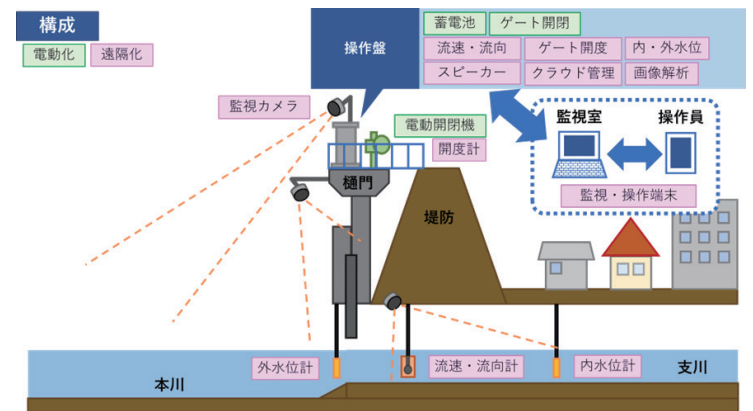 構成
電動化 遠隔化
操作盤
蓄電池 ゲート開閉
流速・流向 ゲート開度 内・外水位
スピーカー クラウド管理 画像解析
監視カメラ
電動開閉機
開度計
監視室 操作員
監視・操作端末
樋門
堤防
外水位計 流速・流向計 内水位計
本川 支川